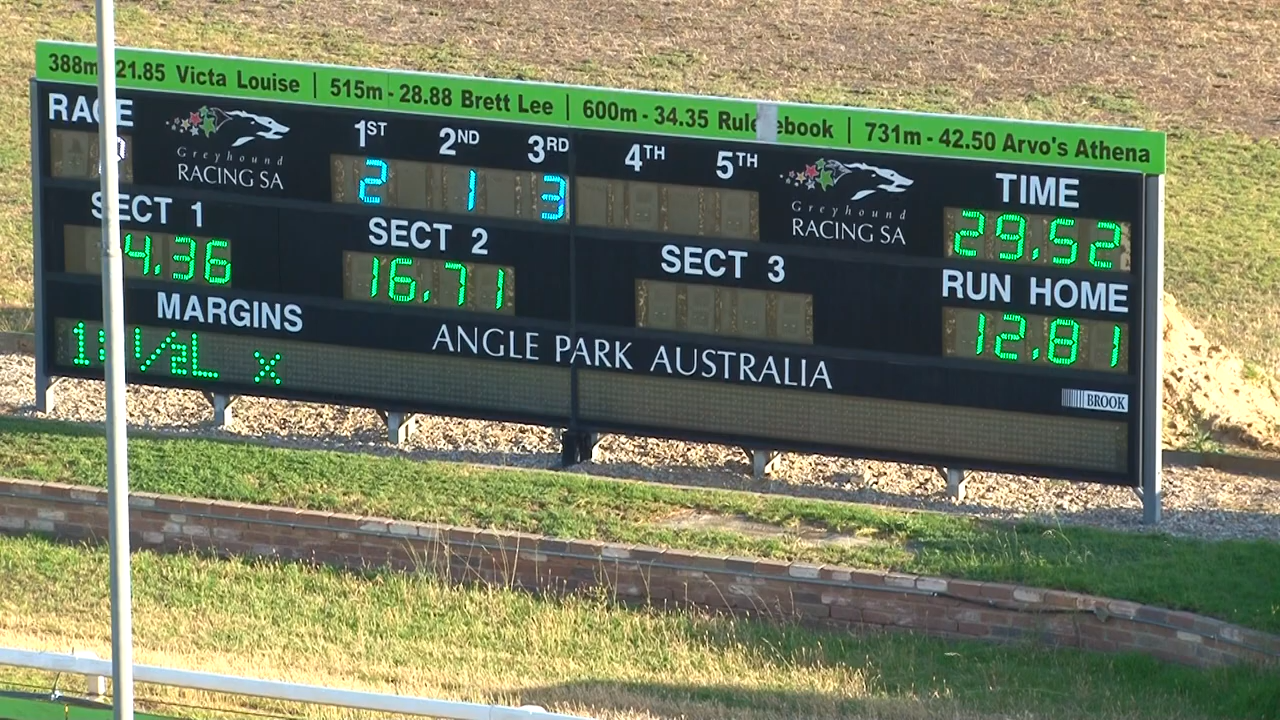 388m 21.85 Victa Louise | 515m - 28.88 Brett Lee | 600m - 34.35 Rule ebook | 731m - 42.50 Arvo's Athena
RACE
Greyhound
RACING SA
1ST 2ND 3RD 4TH 5TH
2 1 3
Greyhound
RACING SA
TIME
29.52
SECT 1
4.36
SECT 2
16.71
SECT 3
RUN HOME
12.81
MARGINS
ANGLE PARK AUSTRALIA
BROOK